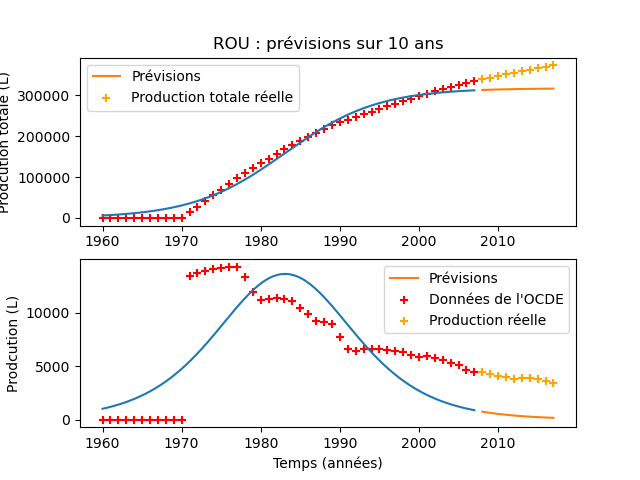 ROU : prévisions sur 10 ans
Prodcution totale (L)
300000
200000
100000
0
Prévisions
Production totale réelle
1960 1970 1980 1990 2000 2010
Prodcution (L)
10000
5000
0
Prévisions
Données de l'OCDE
Production réelle
1960 1970 1980 1990 2000 2010
Temps (années)